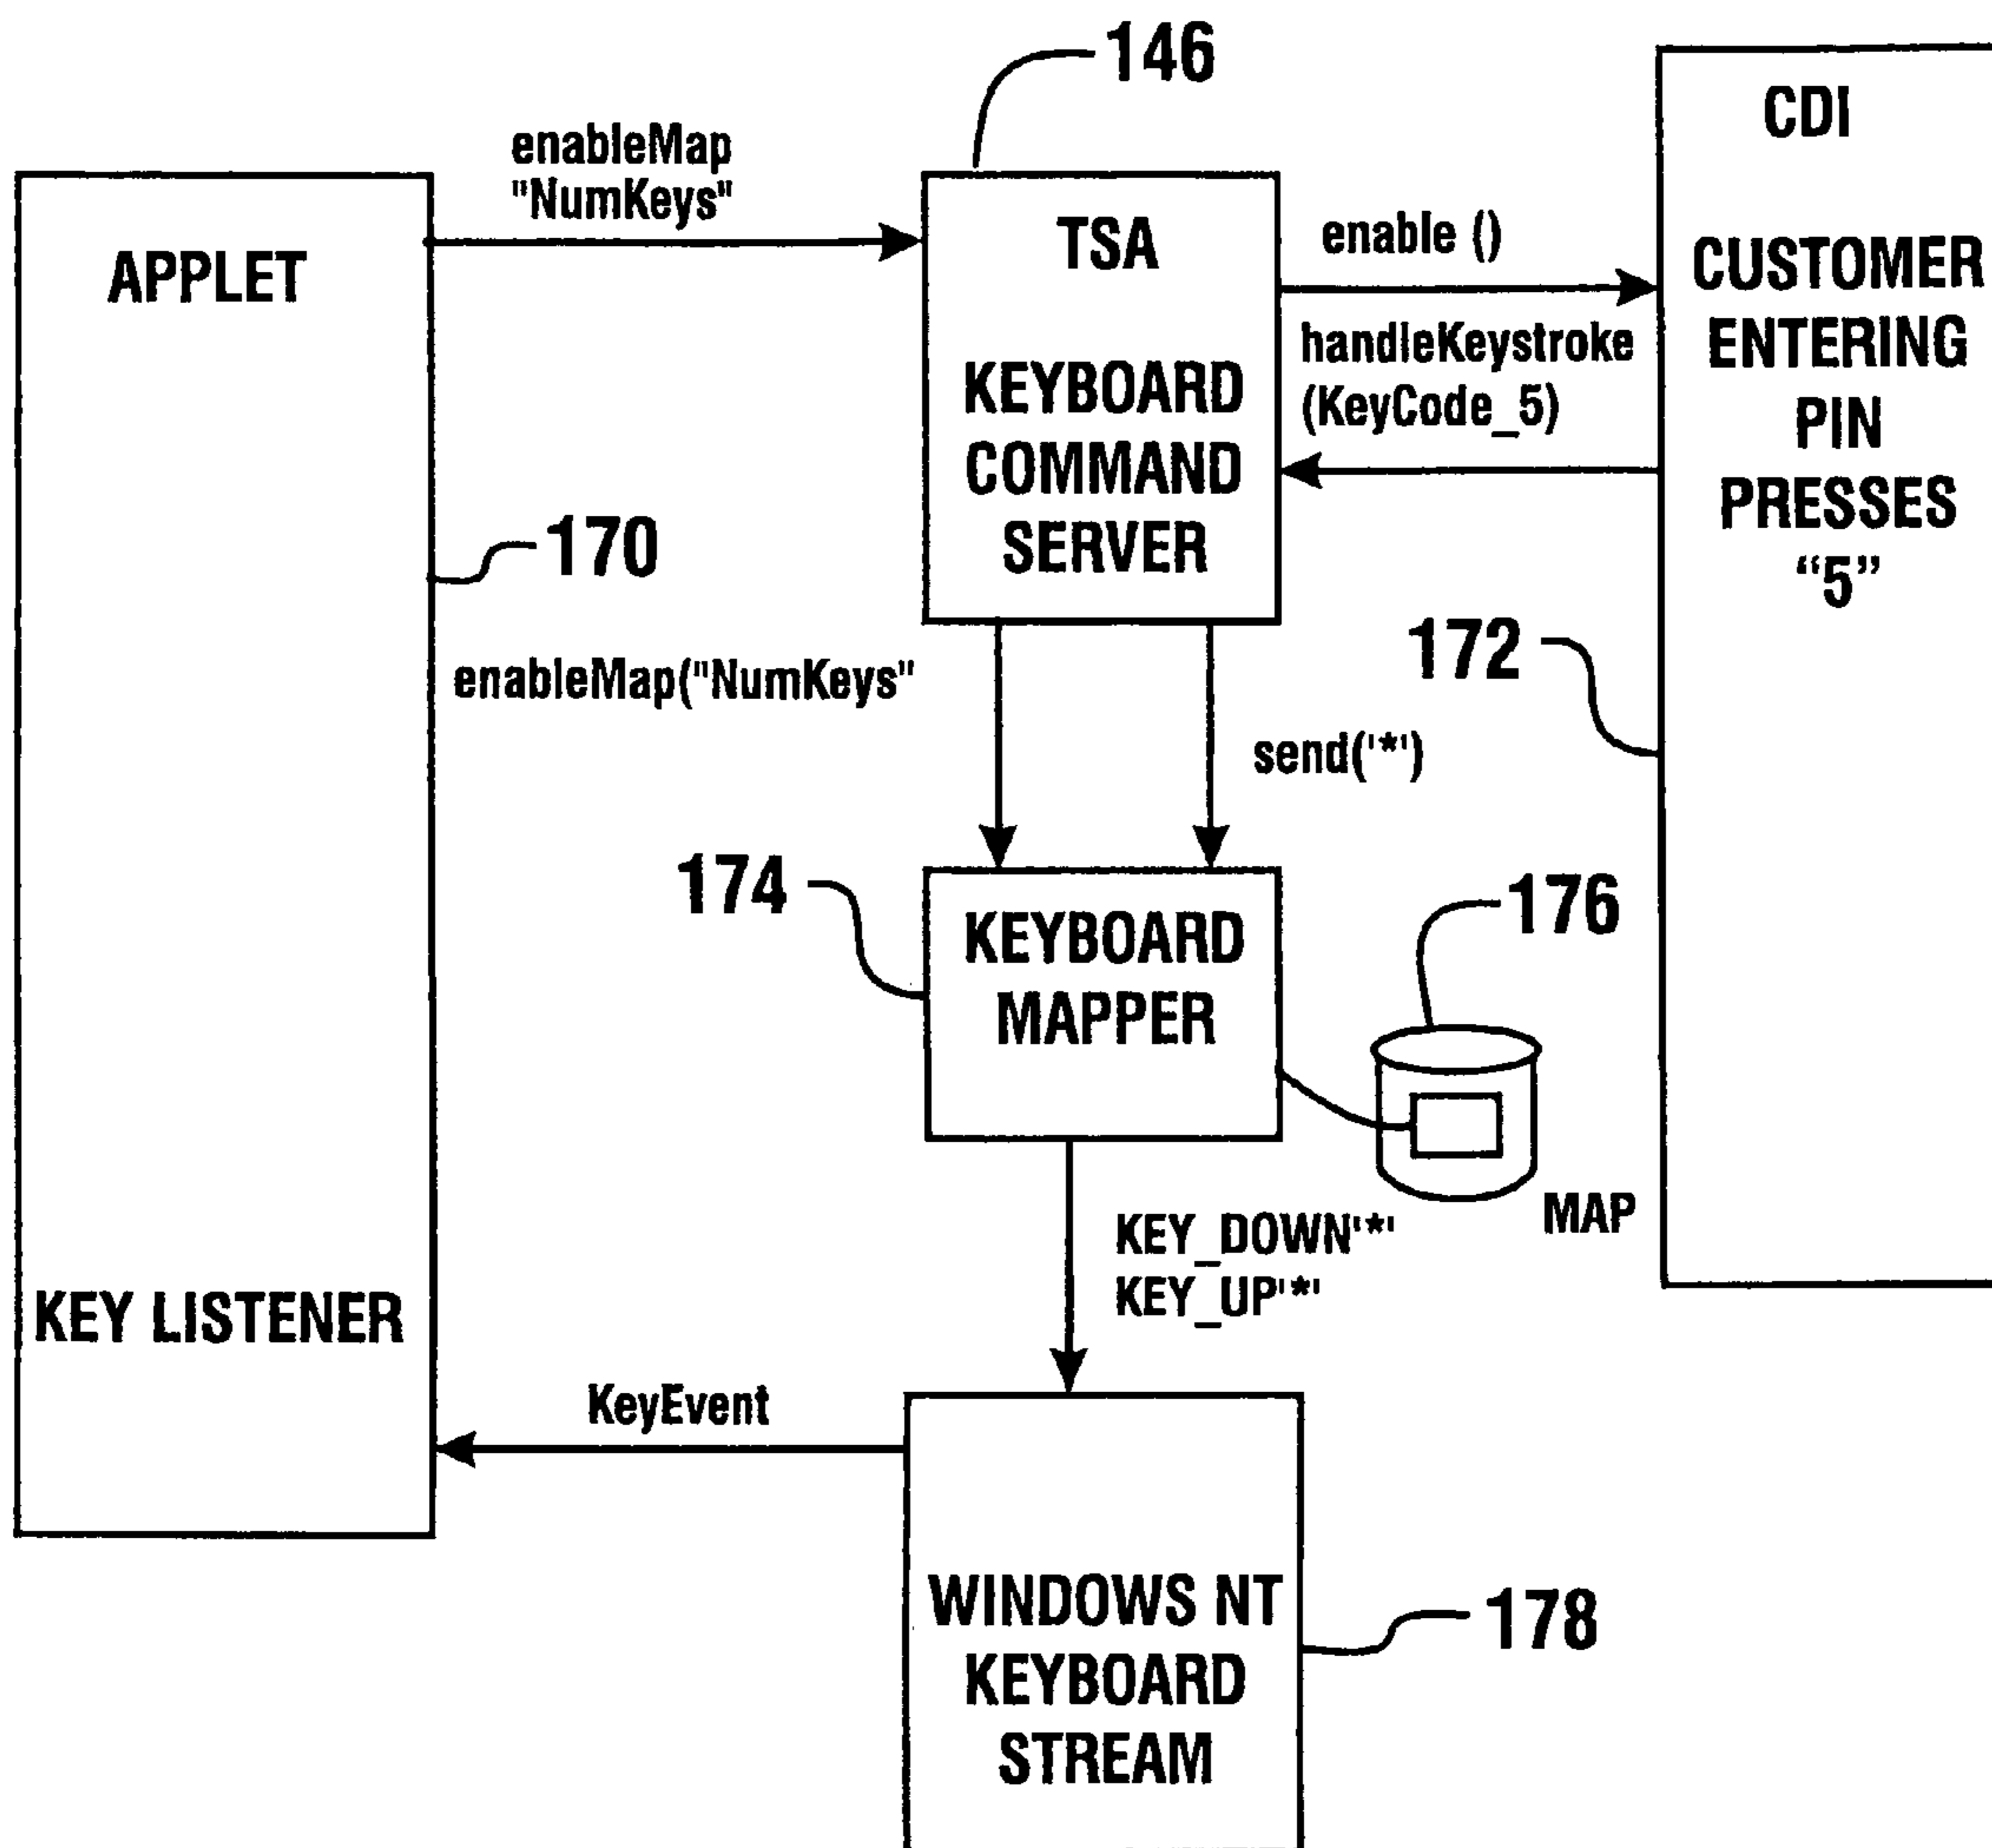 146
enableMap
"NumKeys"
APPLET
TSA
KEYBOARD
COMMAND
SERVER
enable ()
handleKeystroke
(KeyCode_5)
CDI
CUSTOMER
ENTERING
PIN
PRESSES
“5”
170
172
enableMap("NumKeys"
send('*')
174
KEYBOARD
MAPPER
176
MAP
KEY_DOWN'*'
KEY_UP'*'
KEY LISTENER
KeyEvent
WINDOWS NT
KEYBOARD
STREAM
178